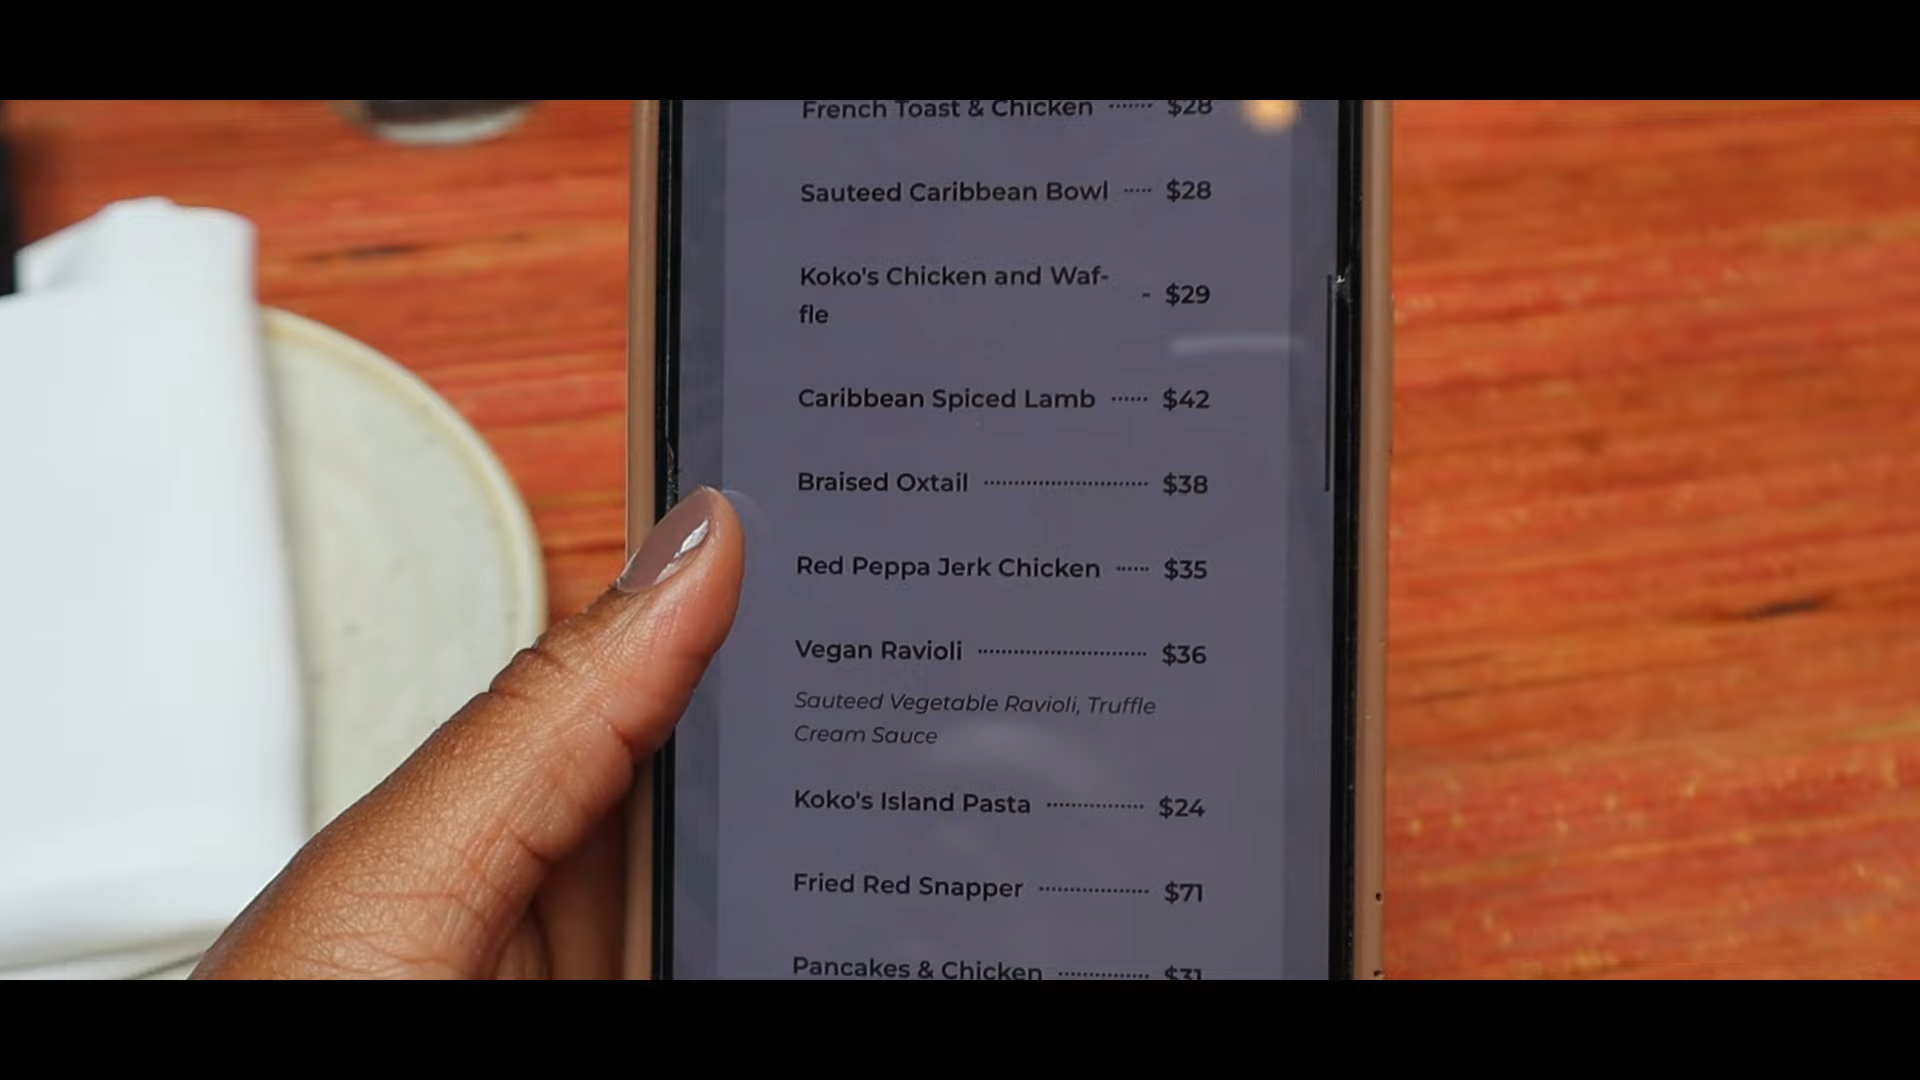 French Toast & Chicken ....... $28
Sauteed Caribbean Bowl ..... $28
Koko's Chicken and Waf-
fle - $29
Caribbean Spiced Lamb ...... $42
Braised Oxtail ........................... $38
Red Peppa Jerk Chicken ...... $35
Vegan Ravioli ............................ $36
Sauteed Vegetable Ravioli, Truffle
Cream Sauce
Koko's Island Pasta ................ $24
Fried Red Snapper .................. $71
Pancakes & Chicken ............... $31